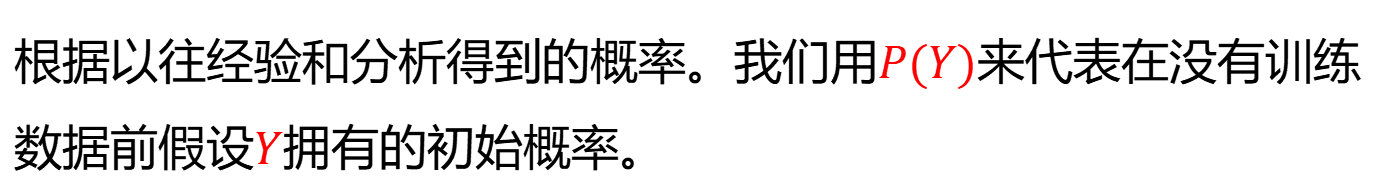 根据以往经验和分析得到的概率。我们用P(Y)来代表在没有训练
数据前假设Y拥有的初始概率。